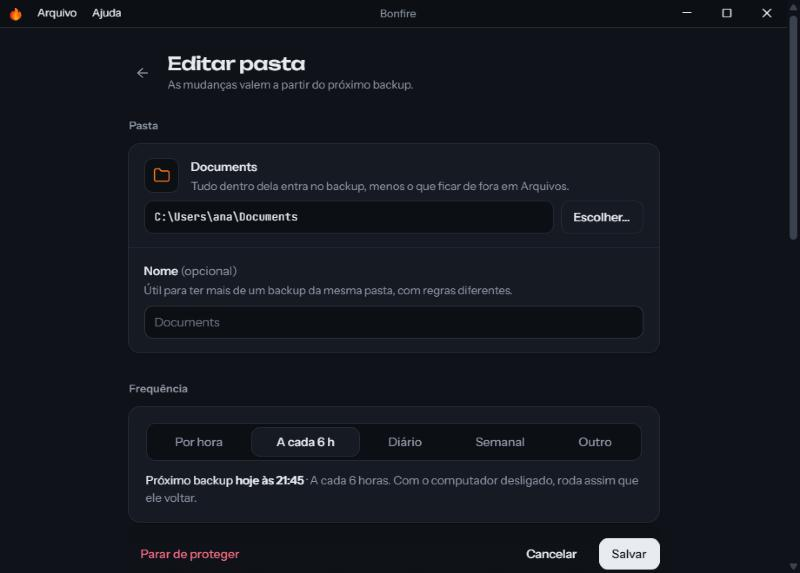 Arquivo Ajuda Bonfire
Editar pasta
As mudanças valem a partir do próximo backup.
Pasta
Documents
Tudo dentro dela entra no backup, menos o que ficar de fora em Arquivos.
C:\Users\ana\Documents Escolher...
Nome (opcional)
Útil para ter mais de um backup da mesma pasta, com regras diferentes.
Documents
Frequência
Por hora A cada 6 h Diário Semanal Outro
Próximo backup hoje às 21:45 · A cada 6 horas. Com o computador desligado, roda assim que
ele voltar.
Parar de proteger Cancelar Salvar